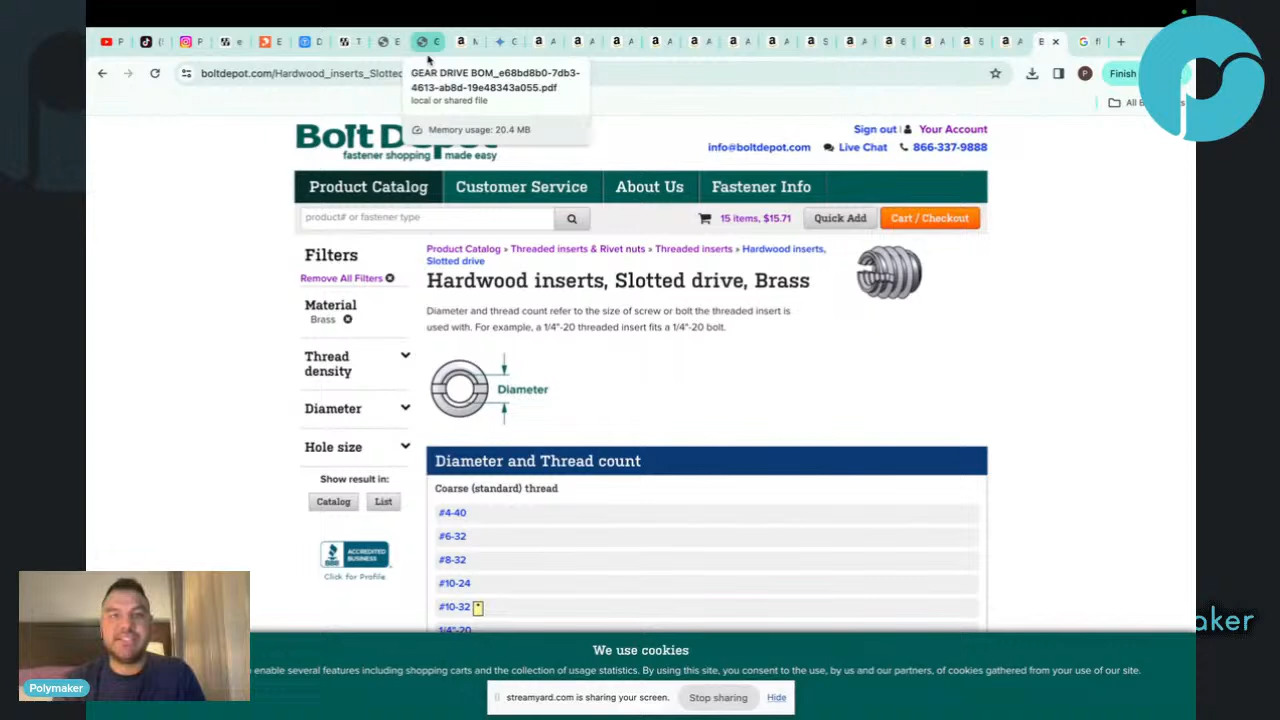 boltdepot.com/Hardwood_inserts_Slotted
Finish
GEAR DRIVE BOM_e68bd8b0-7db3-
4613-ab8d-19e48343a055.pdf
local or shared file
Memory usage: 20.4 MB
All B
Bolt Depot
fastener shopping made easy
Sign out
Your Account
info@boltdepot.com
Live Chat
866-337-9888
Product Catalog
Customer Service
About Us
Fastener Info
product# or fastener type
15 items, $15.71
Quick Add
Cart / Checkout
Filters
Remove All Filters
Material
Brass
Thread
density
Diameter
Hole size
Show result in:
Catalog
List
ACCREDITED
BUSINESS
Click for Profile.
Product Catalog » Threaded inserts & Rivet nuts » Threaded inserts » Hardwood inserts,
Slotted drive
Hardwood inserts, Slotted drive, Brass
Diameter and thread count refer to the size of screw or bolt the threaded insert is
used with. For example, a 1/4"-20 threaded insert fits a 1/4"-20 bolt.
Diameter
Diameter and Thread count
Coarse (standard) thread
#4-40
#6-32
#8-32
#10-24
#10-32
1/4"-20
We use cookies
enable several features including shopping carts and the collection of usage statistics. By using this site, you consent to the use, by us and our partners, of cookies gathered from your use of our site.
streamyard.com is sharing your screen.
Stop sharing
Hide
Polymaker
aker